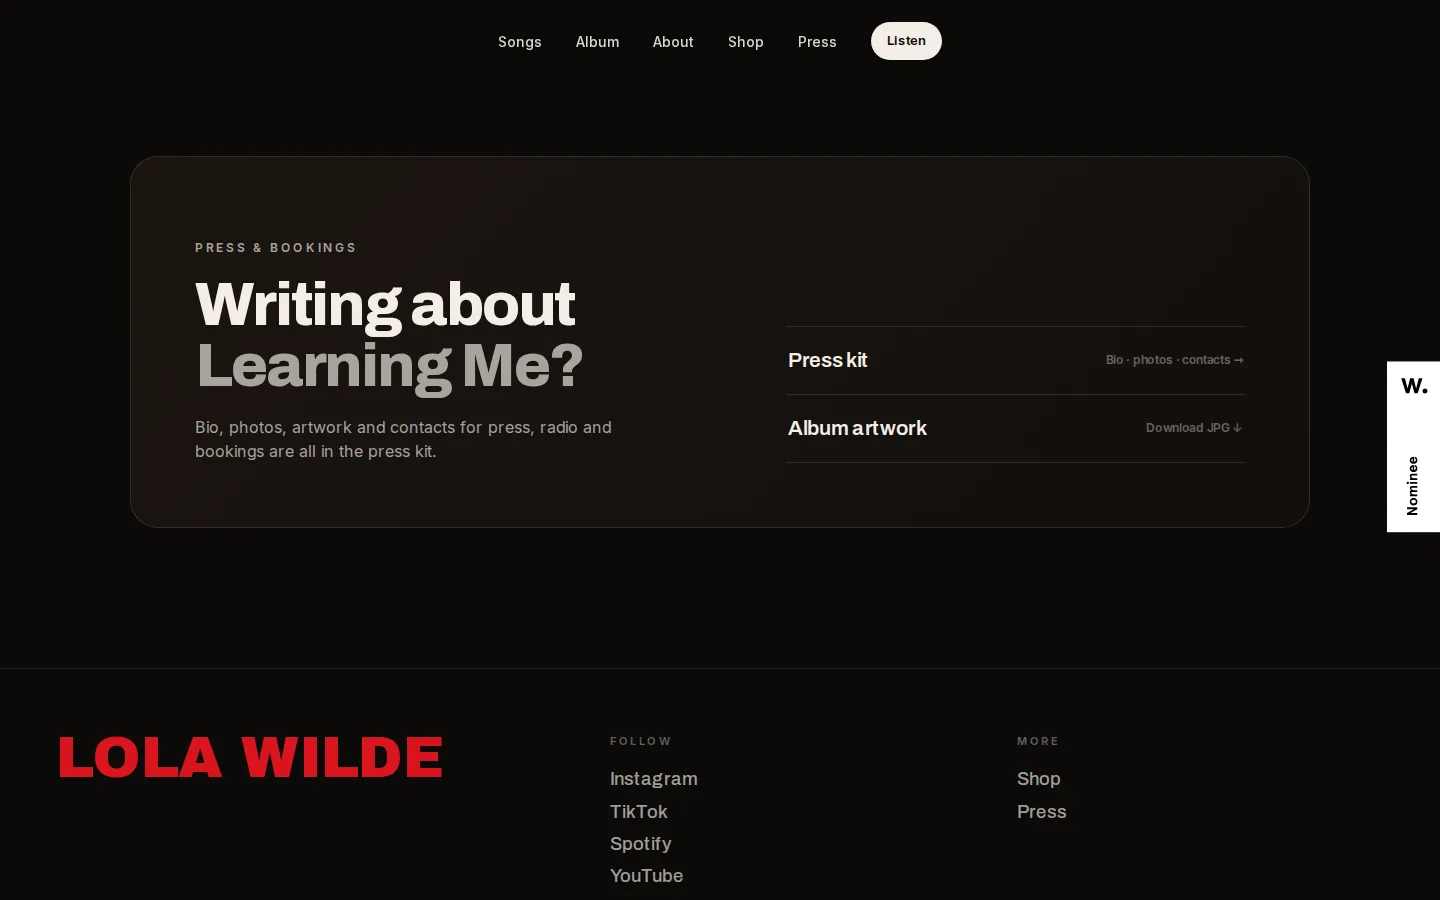 Songs
Album
About
Shop
Press
Listen
PRESS & BOOKINGS
Writing about
Learning Me?
Bio, photos, artwork and contacts for press, radio and
bookings are all in the press kit.
Press kit
Bio · photos · contacts →
Album artwork
Download JPG ↓
W.
Nominee
LOLA WILDE
FOLLOW
Instagram
TikTok
Spotify
YouTube
MORE
Shop
Press